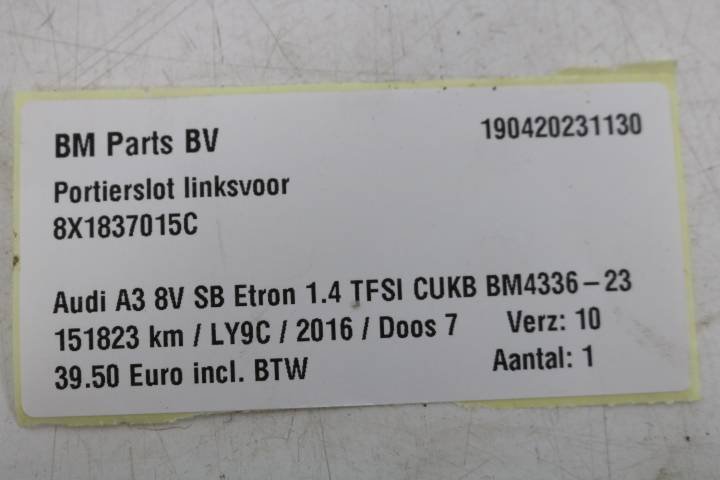 BM Parts BV 190420231130
Portierslot linksvoor
8X1837015C
Audi A3 8V SB Etron 1.4 TFSI CUKB BM4336-23
151823 km / LY9C / 2016 / Doos 7 Verz: 10
39.50 Euro incl. BTW Aantal: 1